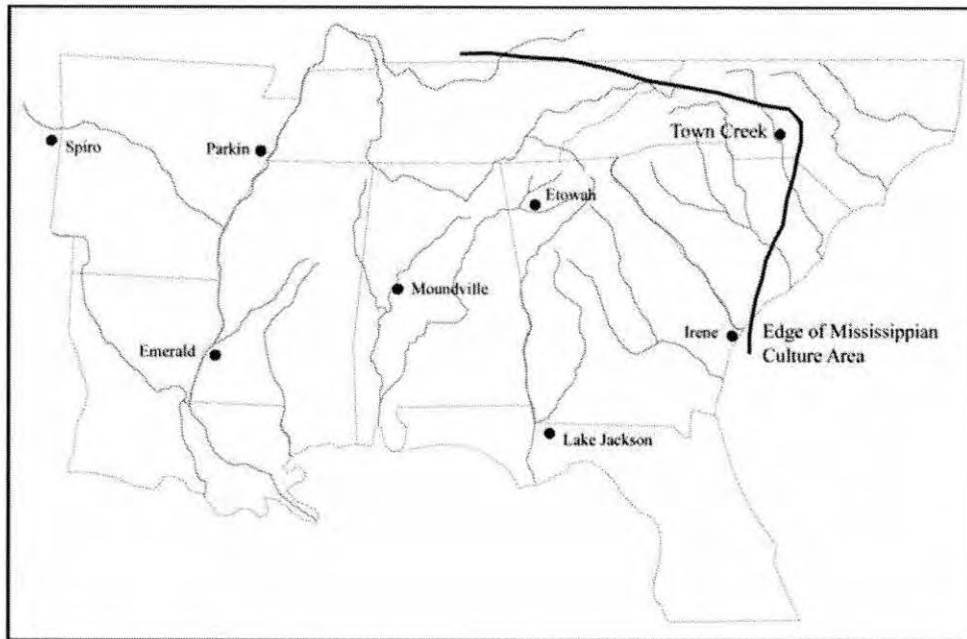 Town Creek
Spiro
Parkin
Etowah
Moundville
Irene
Edge of Mississippian
Culture Area
Emerald
Lake Jackson